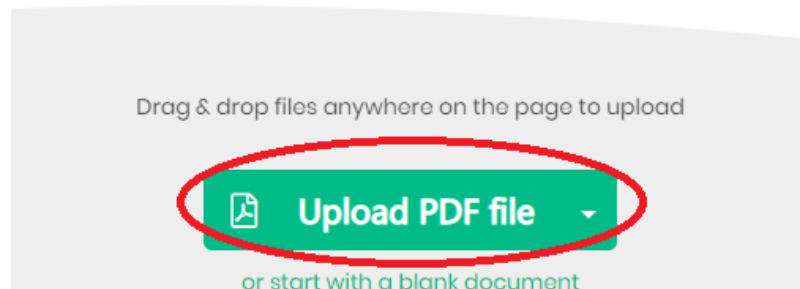 Drag & drop files anywhere on the page to upload
Upload PDF file
or start with a blank document